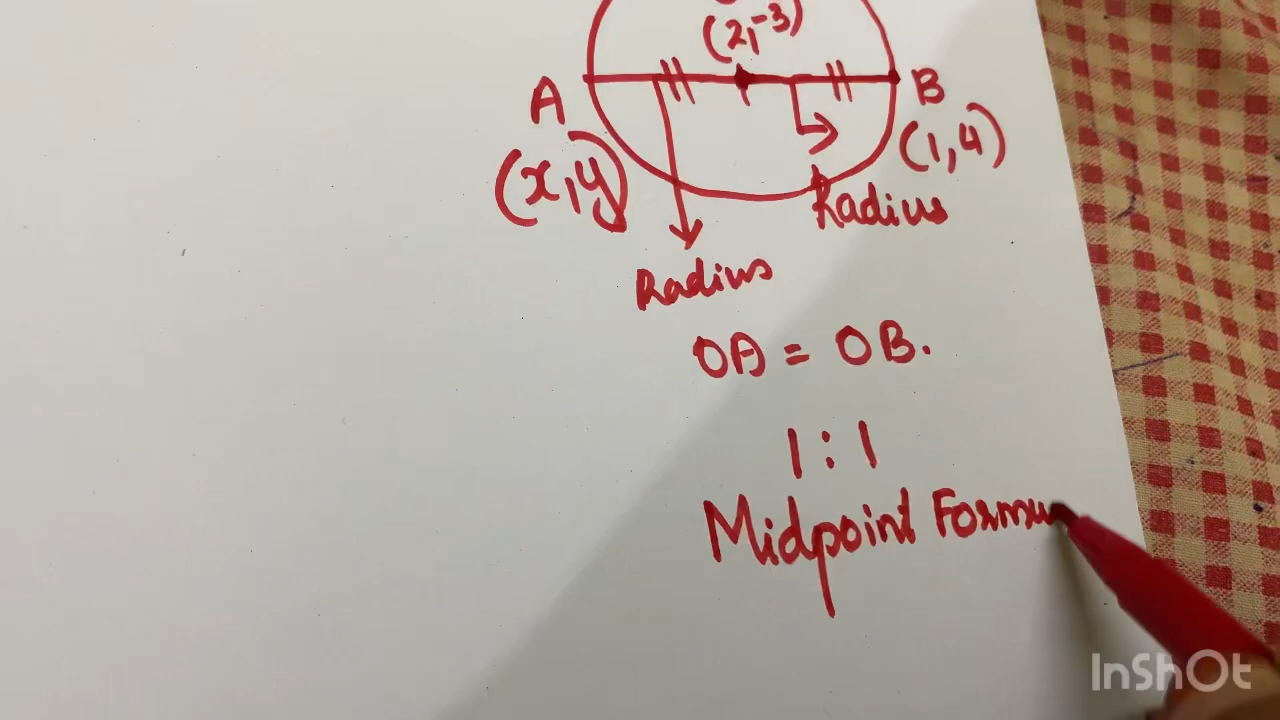 (2,-3)
A
B
(x,y)
(1,4)
Radius
Radius
OA = OB.
1 : 1
Midpoint Formu
InShOt